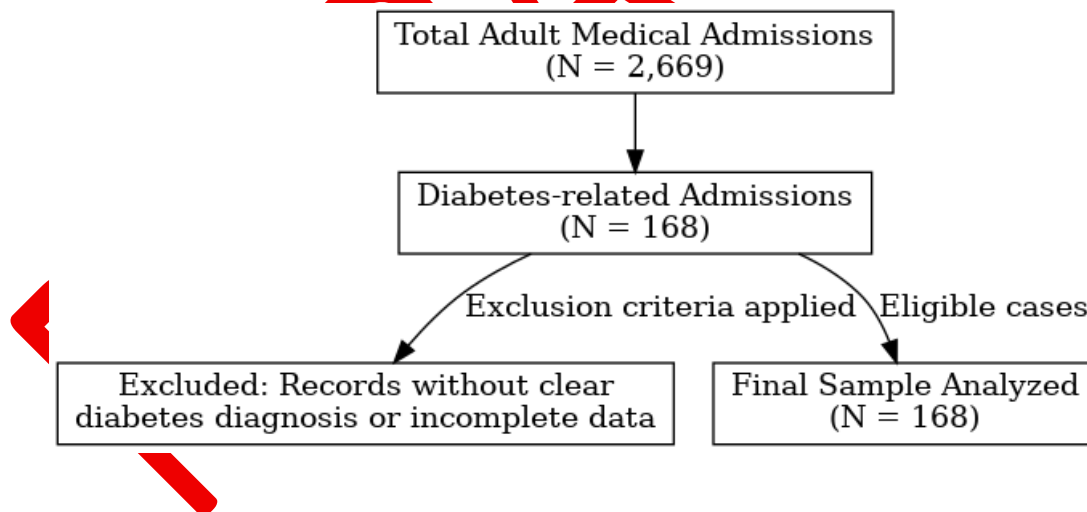 Total Adult Medical Admissions
(N = 2,669)
Diabetes-related Admissions
(N = 168)
Exclusion criteria applied
Eligible cases
Excluded: Records without clear
diabetes diagnosis or incomplete data
Final Sample Analyzed
(N = 168)